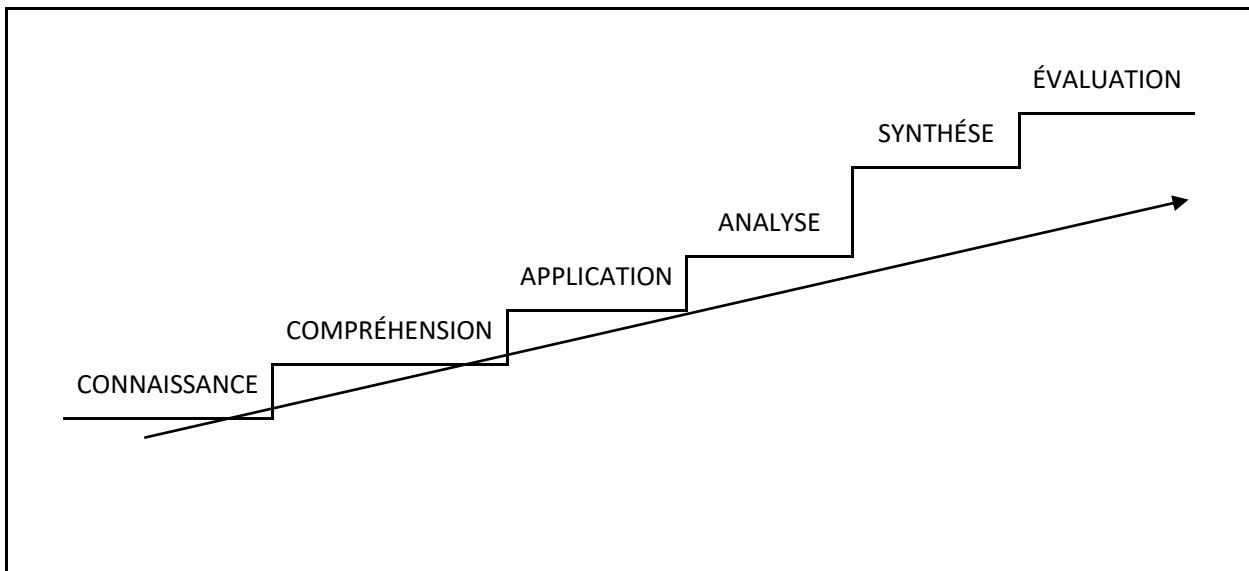 ÉVALUATION
SYNTHÉSE
ANALYSE
APPLICATION
COMPRÉHENSION
CONNAISSANCE